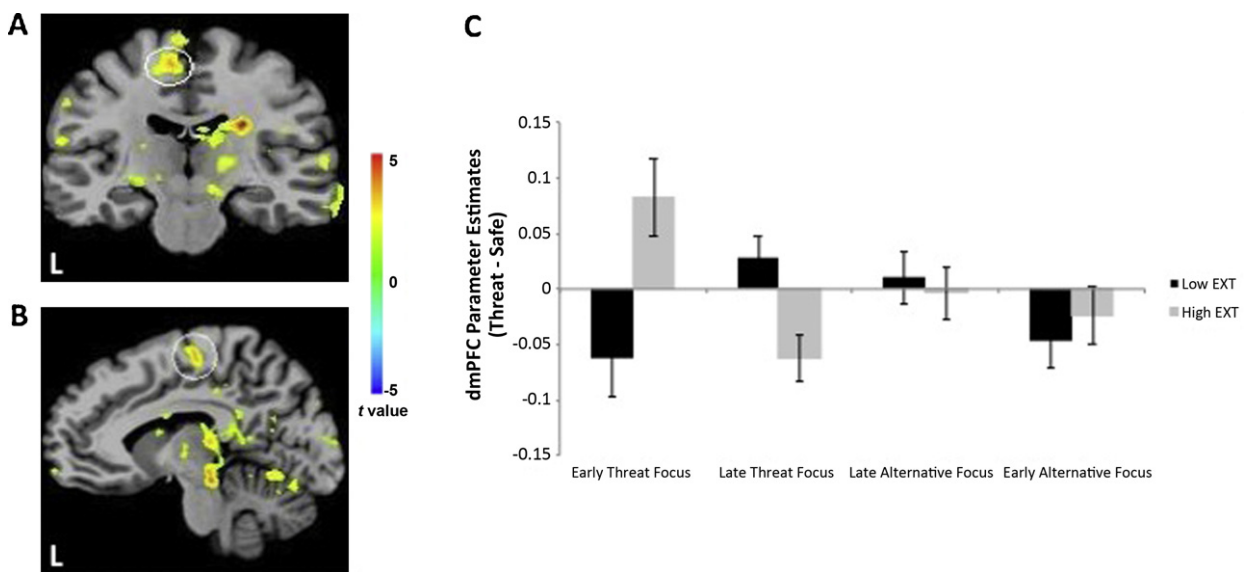 A
L
5
0
-5
t value
B
L
C
dmPFC Parameter Estimates
(Threat - Safe)
0.15
0.1
0.05
0
-0.05
-0.1
-0.15
Early Threat Focus
Late Threat Focus
Late Alternative Focus
Early Alternative Focus
Low EXT
High EXT